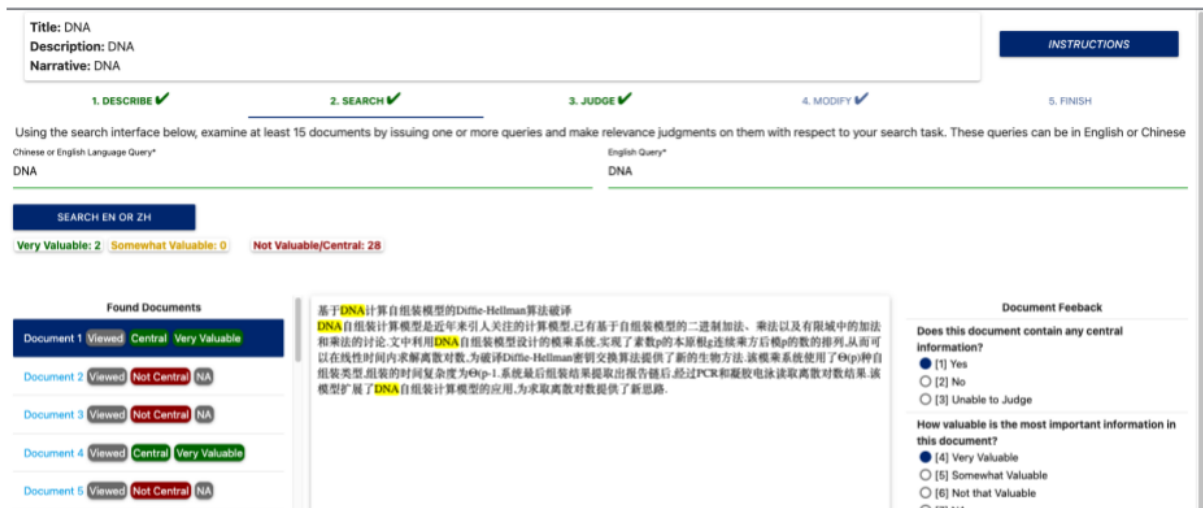 Title: DNA
Description: DNA
Narrative: DNA
INSTRUCTIONS
1. DESCRIBE ✔
2. SEARCH ✔
3. JUDGE ✔
4. MODIFY ✔
5. FINISH
Using the search interface below, examine at least 15 documents by issuing one or more queries and make relevance judgments on them with respect to your search task. These queries can be in English or Chinese
Chinese or English Language Query*
English Query*
DNA
DNA
SEARCH EN OR ZH
Very Valuable: 2 Somewhat Valuable: 0 Not Valuable/Central: 28
Found Documents
Document 1 Viewed Central Very Valuable
Document 2 Viewed Not Central NA
Document 3 Viewed Not Central NA
Document 4 Viewed Central Very Valuable
Document 5 Viewed Not Central NA
基于DNA计算自组装模型的Diffie-Hellman算法破译
DNA自组装计算模型是近年来引人关注的计算模型.已有基于自组装模型的二进制加法、乘法以及有限域中的加法
和乘法的讨论.文中利用DNA自组装模型设计的模乘系统,实现了素数p的本原根g连续乘方后模p的数的排列,从而可
以在线性时间内求解离散对数,为破译Diffie-Hellman密钥交换算法提供了新的生物方法.该模乘系统使用了Θ(p)种自
组装类型,组装的时间复杂度为Θ(p-1.系统最后组装结果提取出报告链后,经过PCR和凝胶电泳读取离散对数结果.该
模型扩展了DNA自组装计算模型的应用,为求取离散对数提供了新思路.
Document Feeback
Does this document contain any central
information?
[1] Yes
[2] No
[3] Unable to Judge
How valuable is the most important information in
this document?
[4] Very Valuable
[5] Somewhat Valuable
[6] Not that Valuable